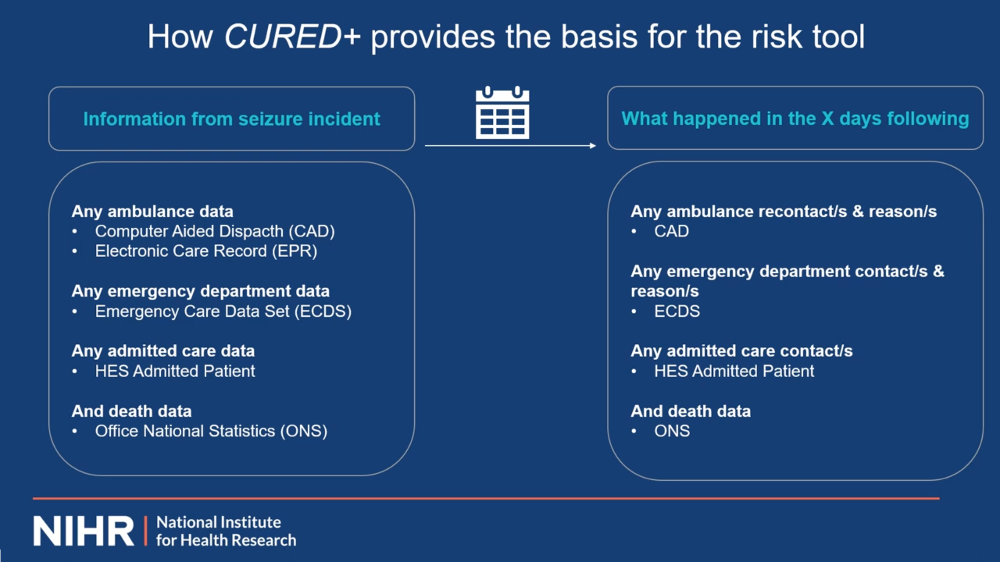 How CURED+ provides the basis for the risk tool
Information from seizure incident
Any ambulance data
• Computer Aided Dispacth (CAD)
• Electronic Care Record (EPR)
Any emergency department data
• Emergency Care Data Set (ECDS)
Any admitted care data
• HES Admitted Patient
And death data
• Office National Statistics (ONS)
What happened in the X days following
Any ambulance recontact/s & reason/s
• CAD
Any emergency department contact/s &
reason/s
• ECDS
Any admitted care contact/s
• HES Admitted Patient
And death data
• ONS
NIHR | National Institute
for Health Research